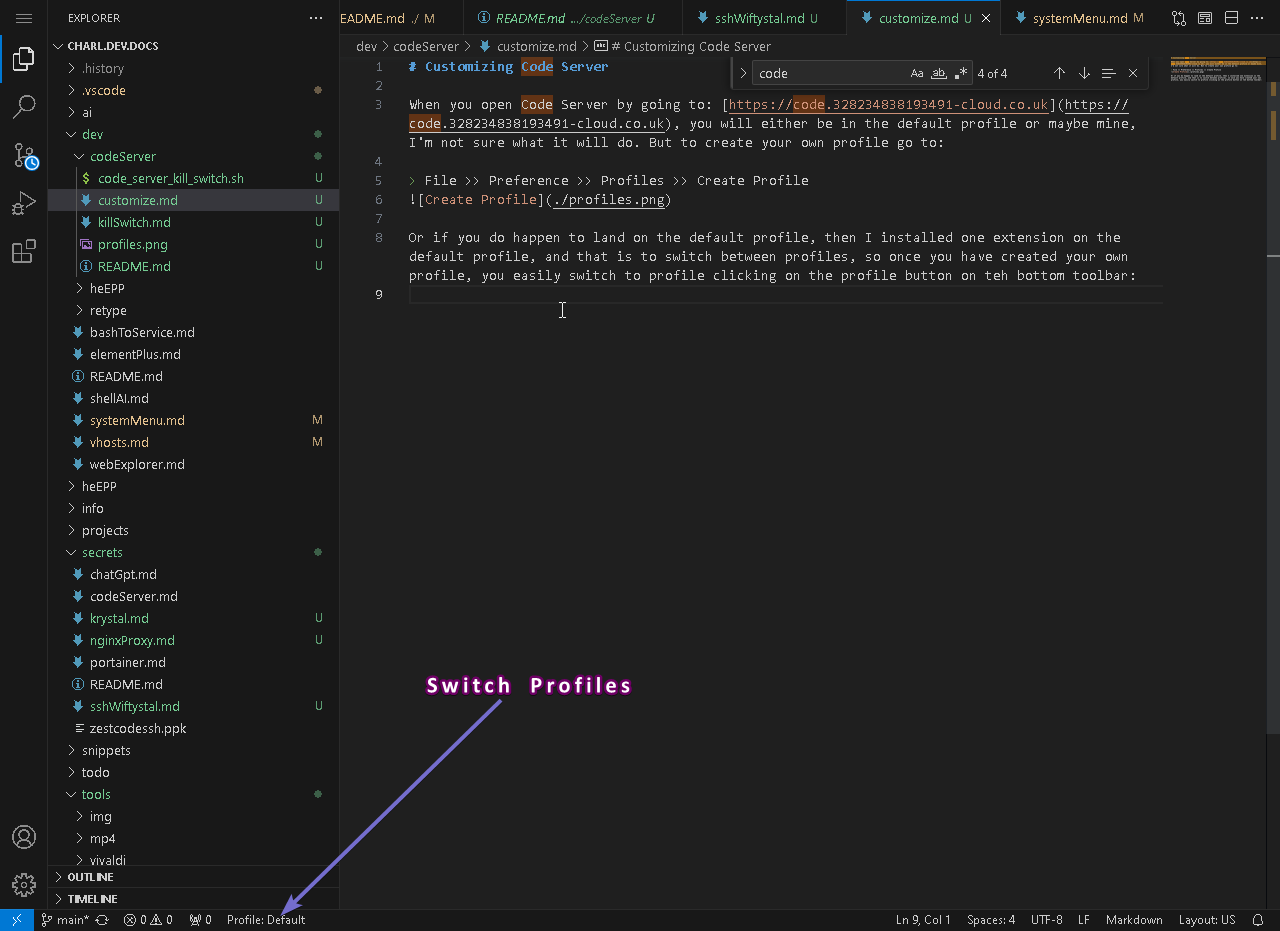 EXPLORER
README.md ./ M
README.md .../codeServer U
sshWiftystal.md U
customize.md U
systemMenu.md M
CHARL.DEV.DOCS
.history
.vscode
ai
dev
codeServer
code_server_kill_switch.sh U
customize.md U
killSwitch.md U
profiles.png U
README.md U
heEPP
retype
bashToService.md
elementPlus.md
README.md
shellAI.md
systemMenu.md M
vhosts.md M
webExplorer.md
heEPP
info
projects
secrets
chatGpt.md
codeServer.md
krystal.md U
nginxProxy.md U
portainer.md
README.md
sshWiftystal.md U
zestcodessh.ppk
snippets
todo
tools
img
mp4
vivaldi
OUTLINE
TIMELINE
dev > codeServer > customize.md > # Customizing Code Server
code Aa ab .* 4 of 4
1 # Customizing Code Server
2
3 When you open Code Server by going to: [https://code.328234838193491-cloud.co.uk](https://
code.328234838193491-cloud.co.uk), you will either be in the default profile or maybe mine,
I'm not sure what it will do. But to create your own profile go to:
4
5 > File >> Preference >> Profiles >> Create Profile
6 ![Create Profile](./profiles.png)
7
8 Or if you do happen to land on the default profile, then I installed one extension on the
default profile, and that is to switch between profiles, so once you have created your own
profile, you easily switch to profile clicking on the profile button on teh bottom toolbar:
9
Switch Profiles
main* 0 0 0 Profile: Default
Ln 9, Col 1 Spaces: 4 UTF-8 LF Markdown Layout: US